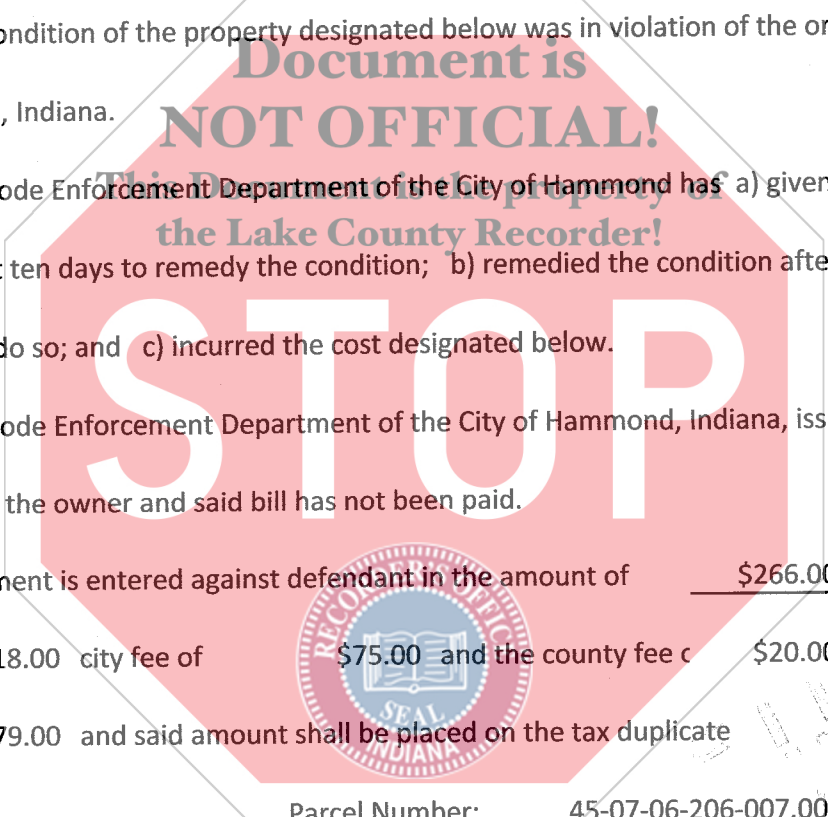 ondition of the property designated below was in violation of the or
Document is
, Indiana.
NOT OFFICIAL!
ode Enforcement Department of the City of Hammond has a) given
This Document is the property of
the Lake County Recorder!
ten days to remedy the condition; b) remedied the condition afte
STOP
do so; and c) incurred the cost designated below.
ode Enforcement Department of the City of Hammond, Indiana, iss
the owner and said bill has not been paid.
ment is entered against defendant in the amount of $266.00
18.00 city fee of $75.00 and the county fee c $20.00
79.00 and said amount shall be placed on the tax duplicate
RECORDER'S OFFIC
SEAL
INDIANA
Parcel Number: 45-07-06-206-007.00